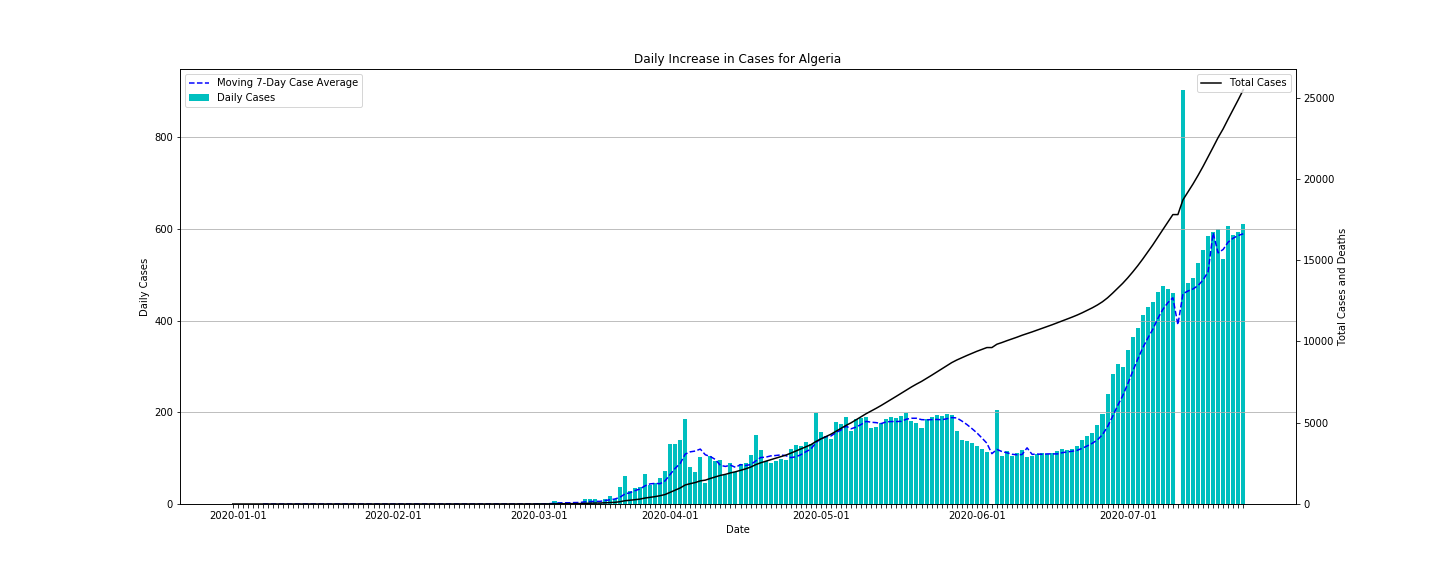 Daily Increase in Cases for Algeria
Moving 7-Day Case Average
Daily Cases
Total Cases
800
600
400
200
0
Daily Cases
25000
20000
15000
10000
5000
0
Total Cases and Deaths
2020-01-01
2020-02-01
2020-03-01
2020-04-01
2020-05-01
2020-06-01
2020-07-01
Date